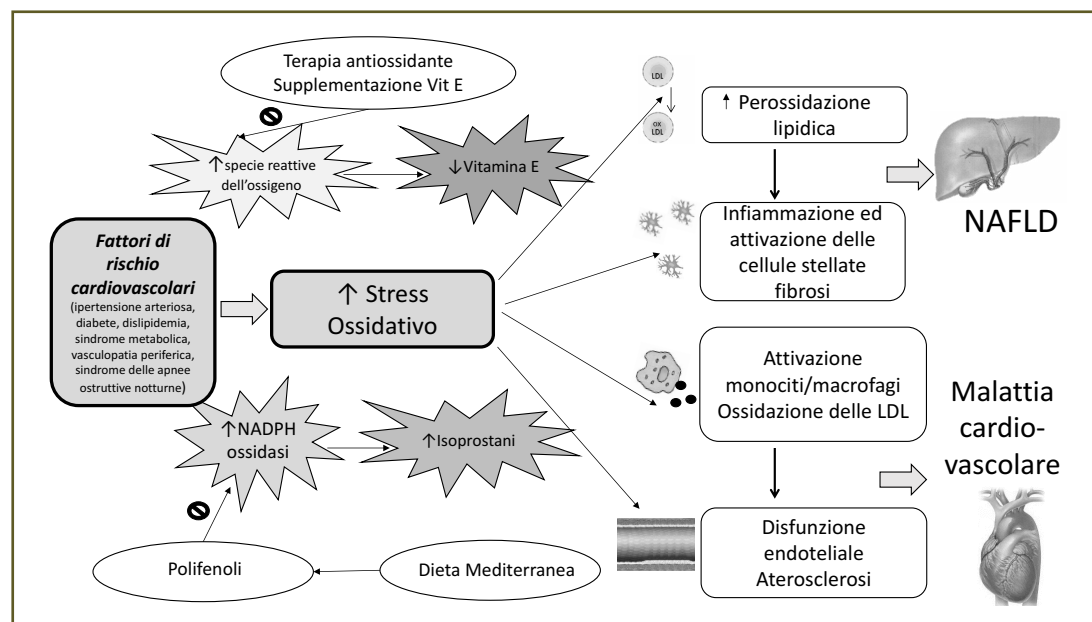 Terapia antiossidante
Supplementazione Vit E
↑specie reattive
dell'ossigeno
↓Vitamina E
Fattori di
rischio
cardiovascolari
(ipertensione arteriosa,
diabete, dislipidemia,
sindrome metabolica,
vasculopatia periferica,
sindrome delle apnee
ostruttive notturne)
↑ Stress
Ossidativo
↑NADPH
ossidasi
↑Isoprostani
Polifenoli
Dieta Mediterranea
LDL
OX
LDL
↑ Perossidazione
lipidica
Infiammazione ed
attivazione delle
cellule stellate
fibrosi
NAFLD
Attivazione
monociti/macrofagi
Ossidazione delle LDL
Disfunzione
endoteliale
Aterosclerosi
Malattia
cardio-
vascolare